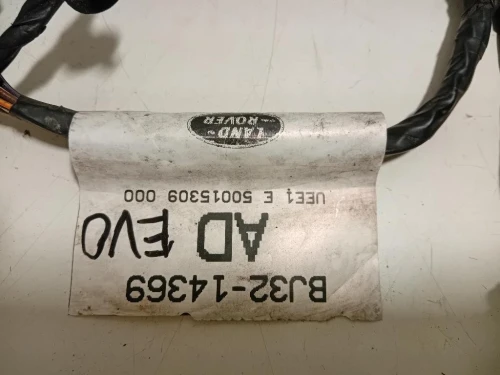 BJ32-14369
AD EVO
UEE1 E 50015309 000
LAND-
ROVER